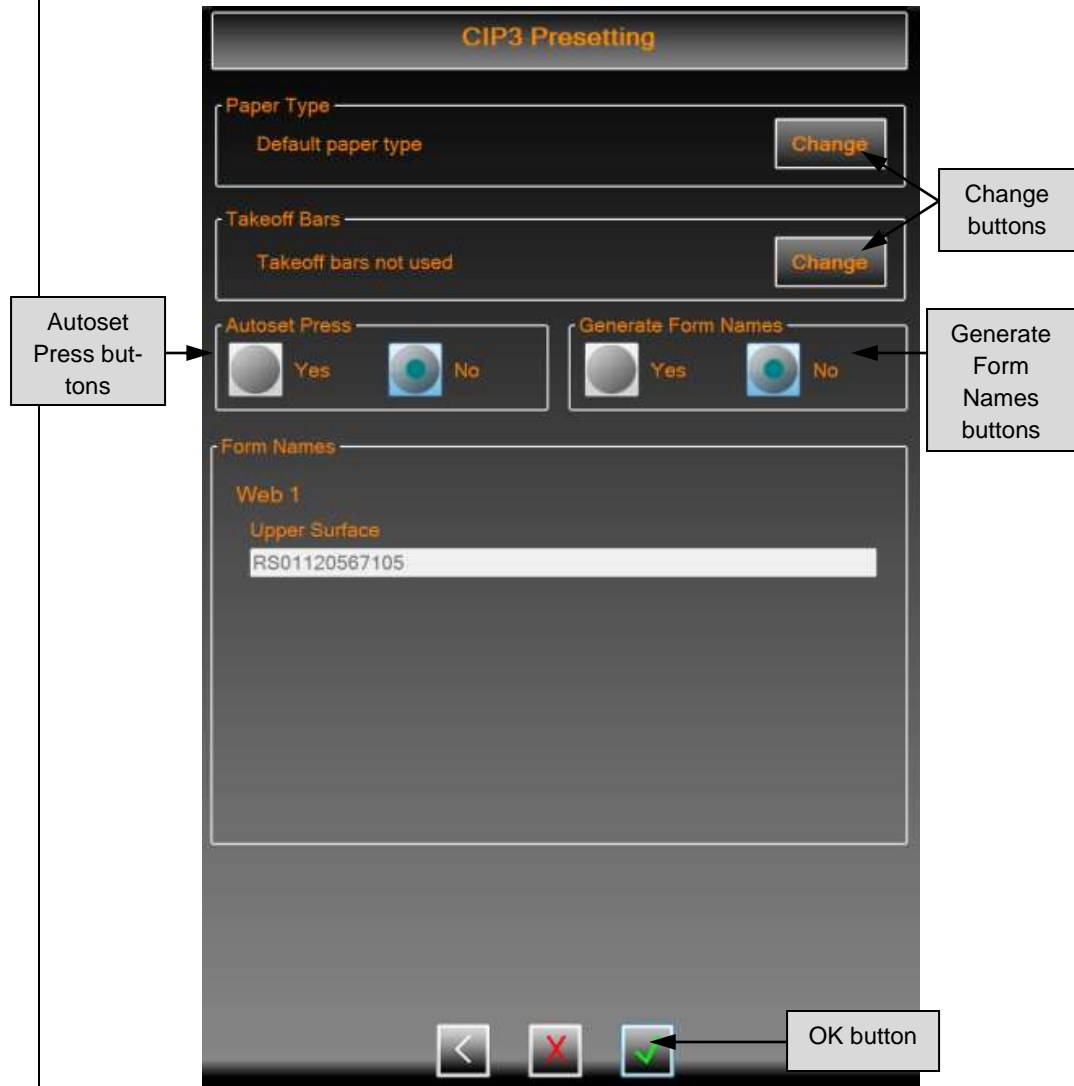 CIP3 Presetting
Paper Type
Default paper type
Change
Change
buttons
Takeoff Bars
Takeoff bars not used
Change
Autoset
Press but-
tons
Autoset Press
Yes
No
Generate Form Names
Yes
No
Generate
Form
Names
buttons
Form Names
Web 1
Upper Surface
RS01120567105
X
OK button